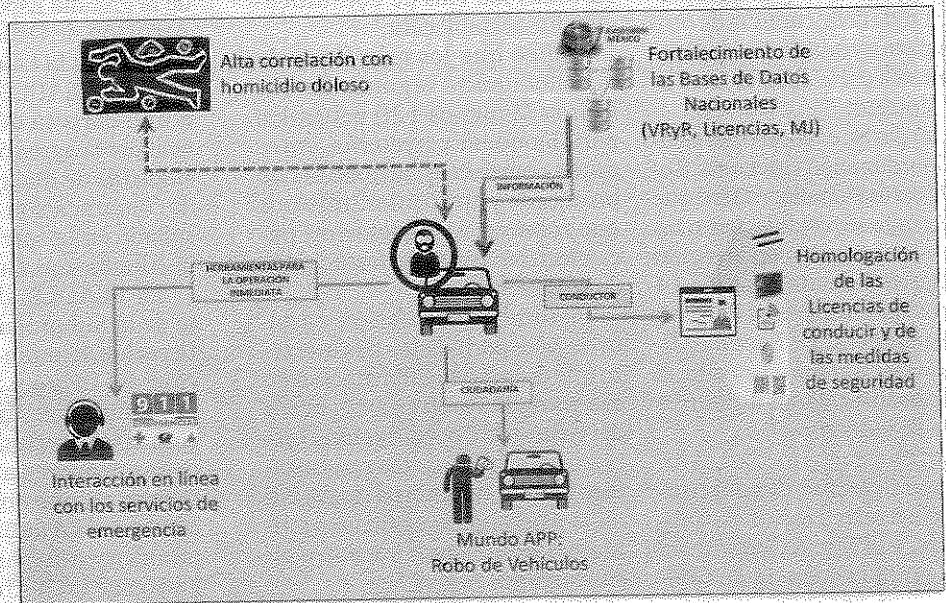 Alta correlación con
homicidio doloso
MÉXICO
Fortalecimiento de
las Bases de Datos
Nacionales
(VRyR, Licencias, MJ)
INFORMACIÓN
HERRAMIENTAS PARA
LA OPERACIÓN
INMEDIATA
CONDUCTOR
Homologación
de las
Licencias de
conducir y de
las medidas
de seguridad
CIUDADANÍA
911
Interacción en línea
con los servicios de
emergencia
Mundo APP:
Robo de Vehículos